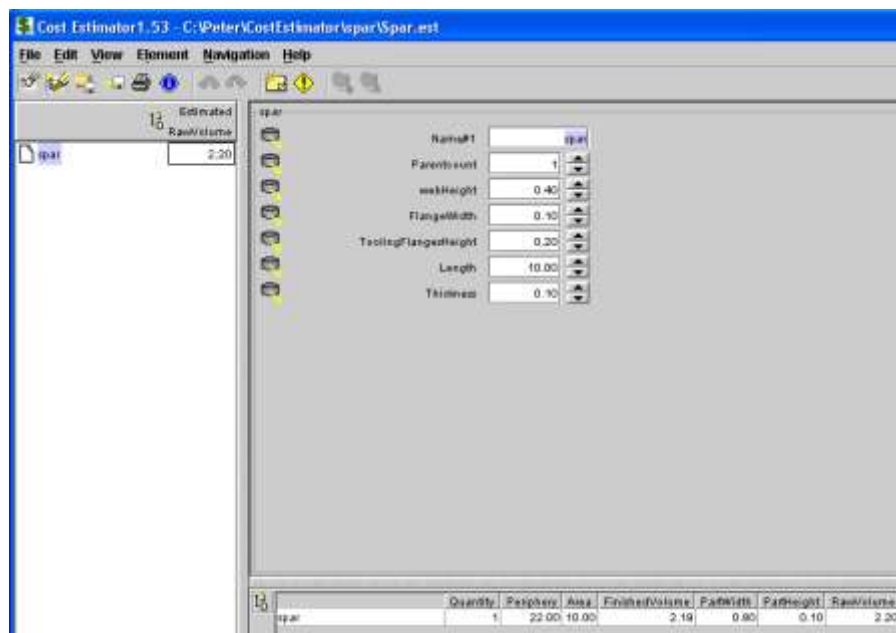 Cost Estimator1.53 - C:\Peter\CostEstimator\spar\Spar.est
File Edit View Element Navigation Help
Estimated
RawVolume
spar 2.20
spar
Name#1 spar
Parentcount 1
webHeight 0.40
FlangeWidth 0.10
ToolingFlangesHeight 0.20
Length 10.00
Thickness 0.10
Quantity Periphery Area FinishedVolume PartWidth PartHeight RawVolume
spar 1 22.00 10.00 2.19 0.80 0.10 2.20